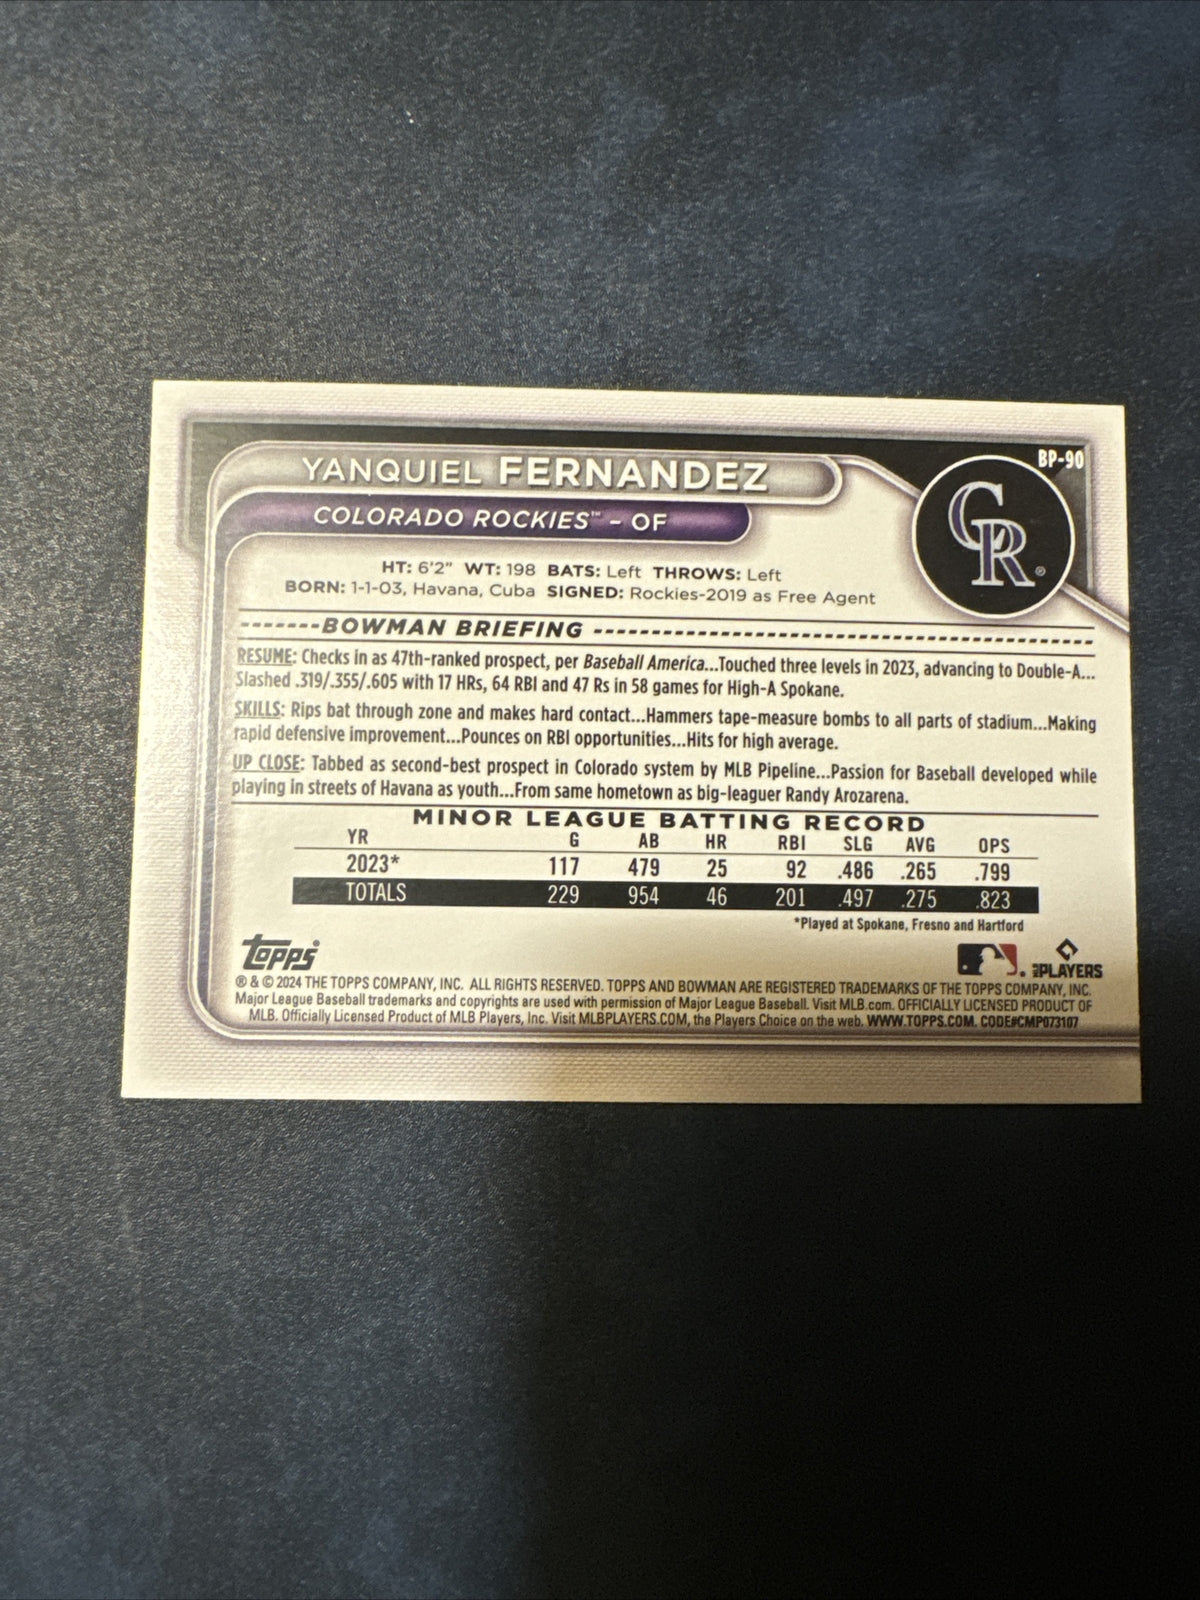 BP-90
YANQUIEL FERNANDEZ
COLORADO ROCKIES™ - OF
CR®
HT: 6'2" WT: 198 BATS: Left THROWS: Left
BORN: 1-1-03, Havana, Cuba SIGNED: Rockies-2019 as Free Agent
BOWMAN BRIEFING
RESUME: Checks in as 47th-ranked prospect, per Baseball America...Touched three levels in 2023, advancing to Double-A...
Slashed .319/.355/.605 with 17 HRs, 64 RBI and 47 Rs in 58 games for High-A Spokane.
SKILLS: Rips bat through zone and makes hard contact...Hammers tape-measure bombs to all parts of stadium...Making
rapid defensive improvement...Pounces on RBI opportunities...Hits for high average.
UP CLOSE: Tabbed as second-best prospect in Colorado system by MLB Pipeline...Passion for Baseball developed while
playing in streets of Havana as youth...From same hometown as big-leaguer Randy Arozarena.
MINOR LEAGUE BATTING RECORD
YR G AB HR RBI SLG AVG OPS
2023* 117 479 25 92 .486 .265 .799
TOTALS 229 954 46 201 .497 .275 .823
*Played at Spokane, Fresno and Hartford
Topps
PLAYERS
® & © 2024 THE TOPPS COMPANY, INC. ALL RIGHTS RESERVED. TOPPS AND BOWMAN ARE REGISTERED TRADEMARKS OF THE TOPPS COMPANY, INC.
Major League Baseball trademarks and copyrights are used with permission of Major League Baseball. Visit MLB.com. OFFICIALLY LICENSED PRODUCT OF
MLB. Officially Licensed Product of MLB Players, Inc. Visit MLBPLAYERS.COM, the Players Choice on the web. WWW.TOPPS.COM. CODE#CMP073107